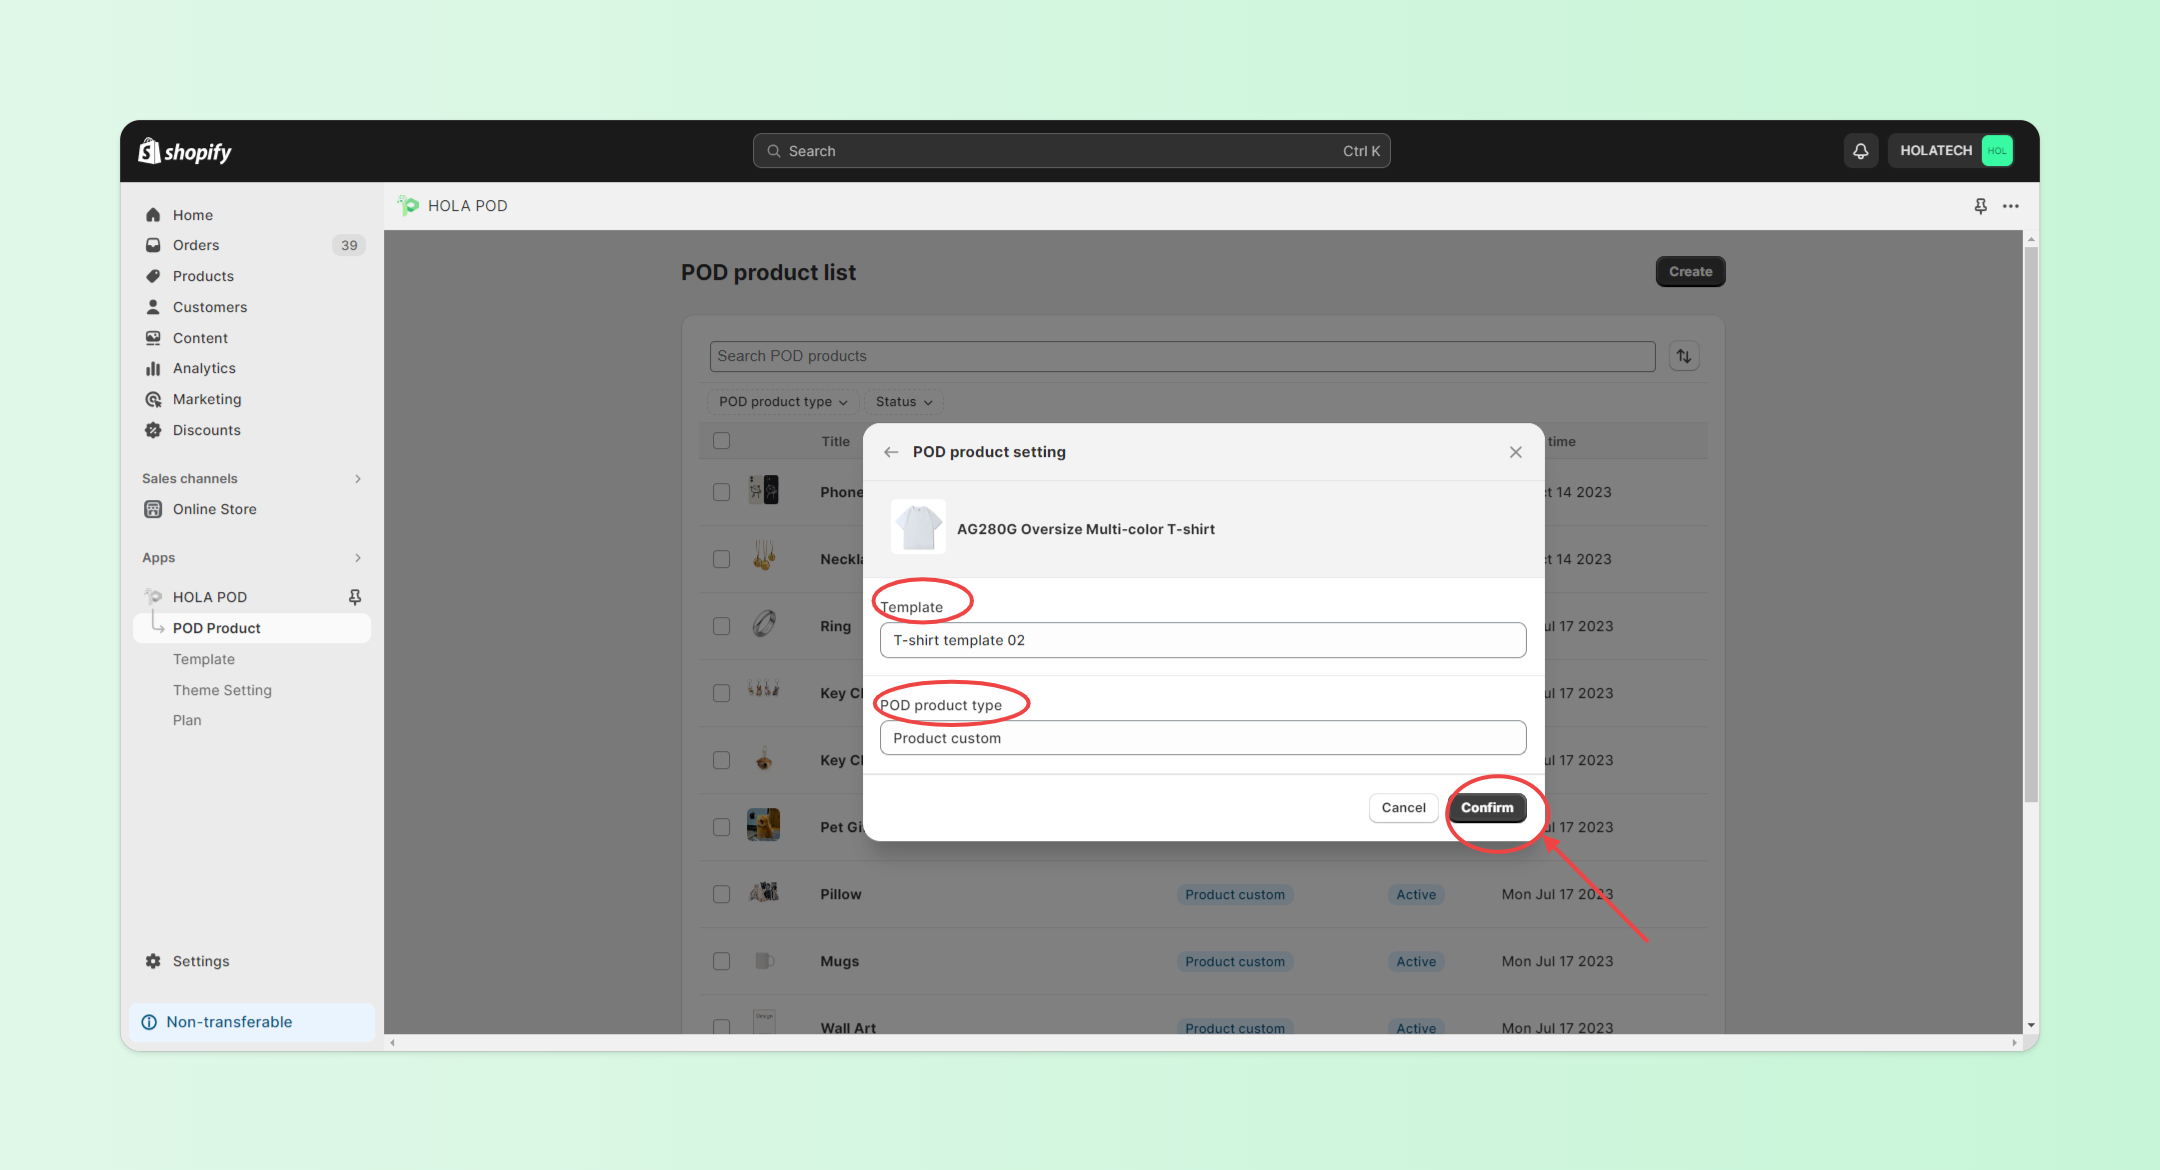 shopify
Search Ctrl K
HOLATECH HOL
Home
Orders 39
Products
Customers
Content
Analytics
Marketing
Discounts
Sales channels
Online Store
Apps
HOLA POD
POD Product
Template
Theme Setting
Plan
Settings
Non-transferable
HOLA POD
POD product list Create
Search POD products
POD product type Status
Title time
Phone t 14 2023
Neckla t 14 2023
Ring ul 17 2023
Key Cl ul 17 2023
Key Cl ul 17 2023
Pet Gi ul 17 2023
Pillow Product custom Active Mon Jul 17 2023
Mugs Product custom Active Mon Jul 17 2023
Wall Art Product custom Active Mon Jul 17 2023
POD product setting
AG280G Oversize Multi-color T-shirt
Template
T-shirt template 02
POD product type
Product custom
Cancel Confirm